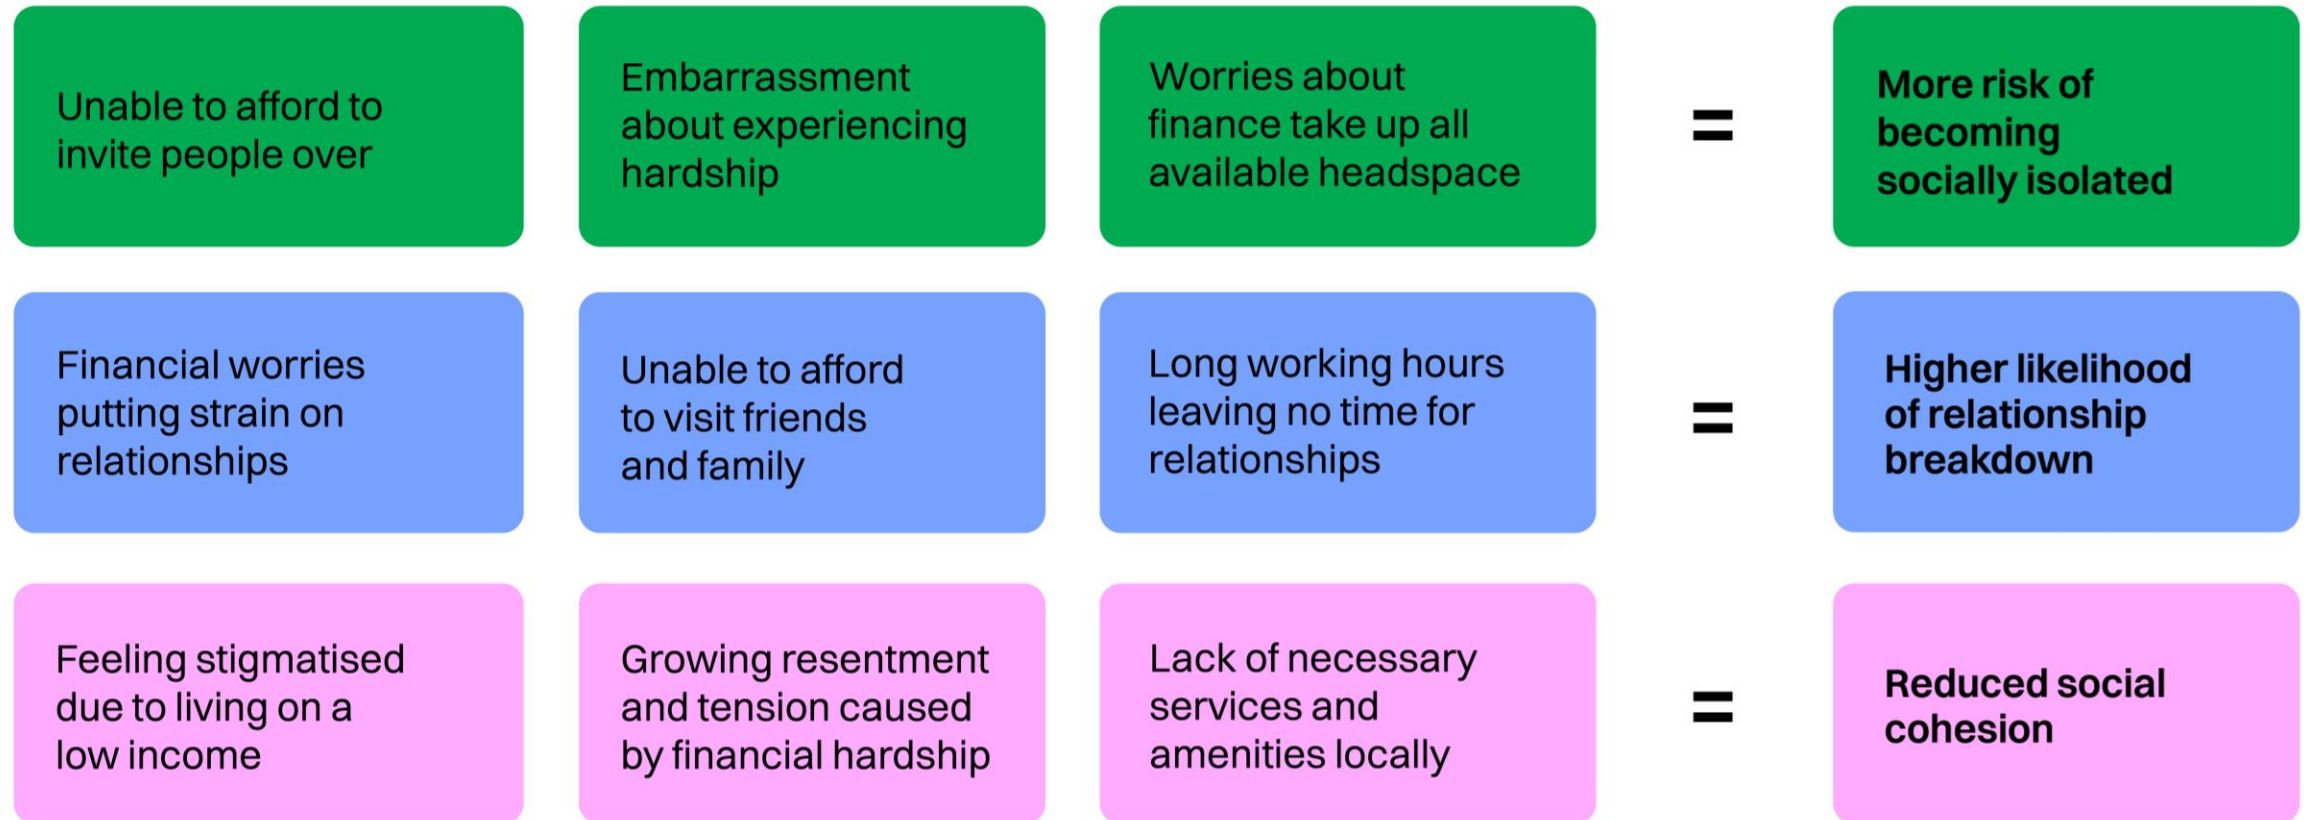 Unable to afford to
invite people over
Embarrassment
about experiencing
hardship
Worries about
finance take up all
available headspace
=
More risk of
becoming
socially isolated
Financial worries
putting strain on
relationships
Unable to afford
to visit friends
and family
Long working hours
leaving no time for
relationships
=
Higher likelihood
of relationship
breakdown
Feeling stigmatised
due to living on a
low income
Growing resentment
and tension caused
by financial hardship
Lack of necessary
services and
amenities locally
=
Reduced social
cohesion